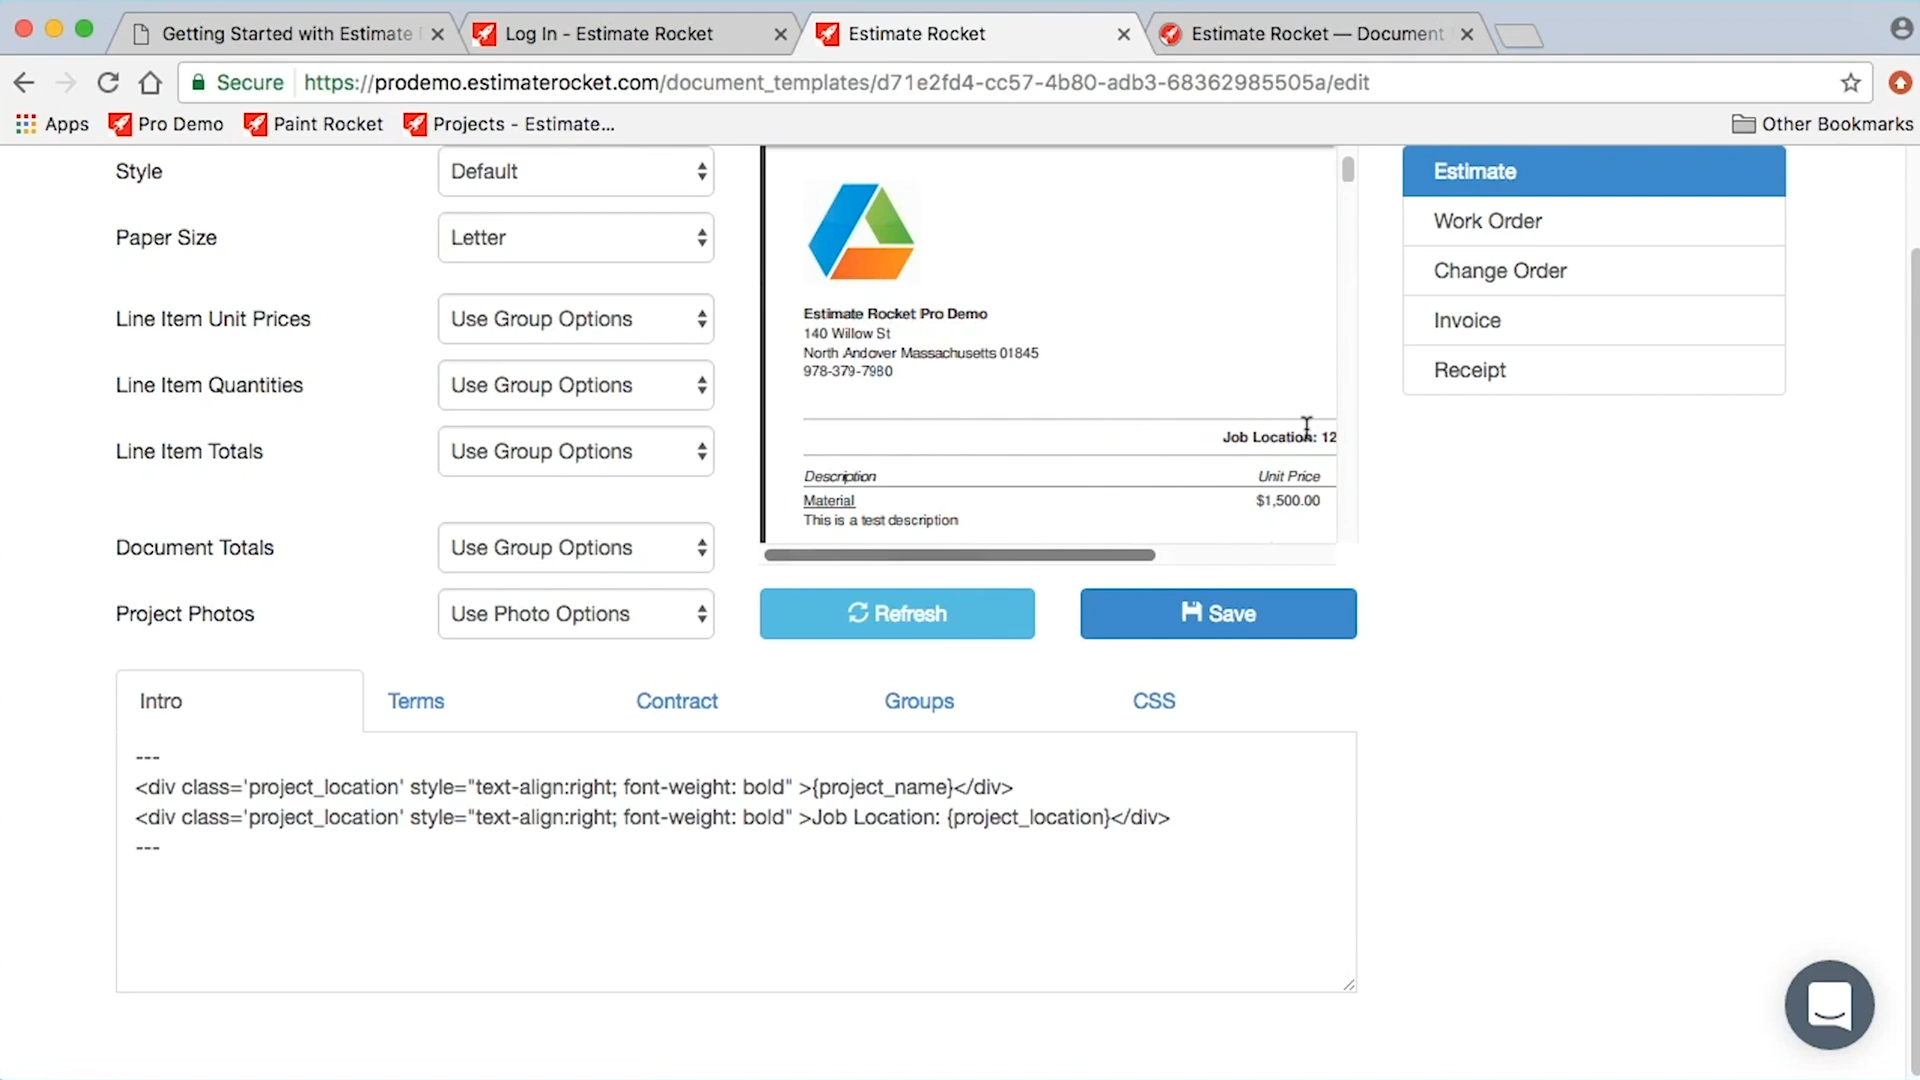 Getting Started with Estimate
Log In - Estimate Rocket
Estimate Rocket
Estimate Rocket — Document
Secure https://prodemo.estimaterocket.com/document_templates/d71e2fd4-cc57-4b80-adb3-68362985505a/edit
Apps Pro Demo Paint Rocket Projects - Estimate... Other Bookmarks
Style Default
Paper Size Letter
Line Item Unit Prices Use Group Options
Line Item Quantities Use Group Options
Line Item Totals Use Group Options
Document Totals Use Group Options
Project Photos Use Photo Options
Estimate Rocket Pro Demo
140 Willow St
North Andover Massachusetts 01845
978-379-7980
Job Location: 12
Description Unit Price
Material $1,500.00
This is a test description
Refresh Save
Estimate
Work Order
Change Order
Invoice
Receipt
Intro Terms Contract Groups CSS
---
<div class='project_location' style="text-align:right; font-weight: bold" >{project_name}</div>
<div class='project_location' style="text-align:right; font-weight: bold" >Job Location: {project_location}</div>
---